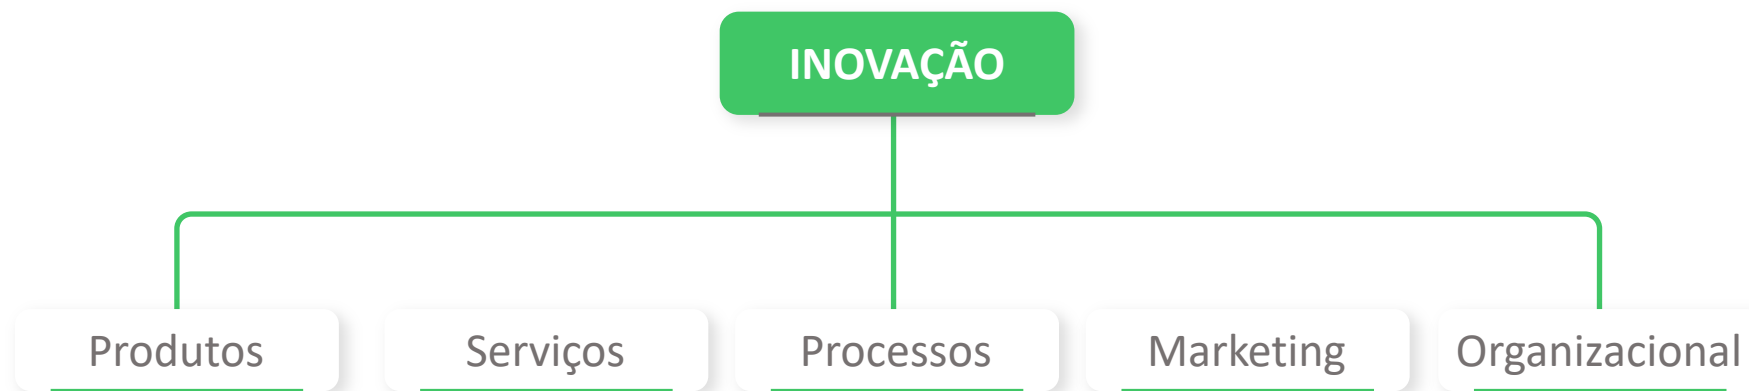 INOVAÇÃO
Produtos
Serviços
Processos
Marketing
Organizacional